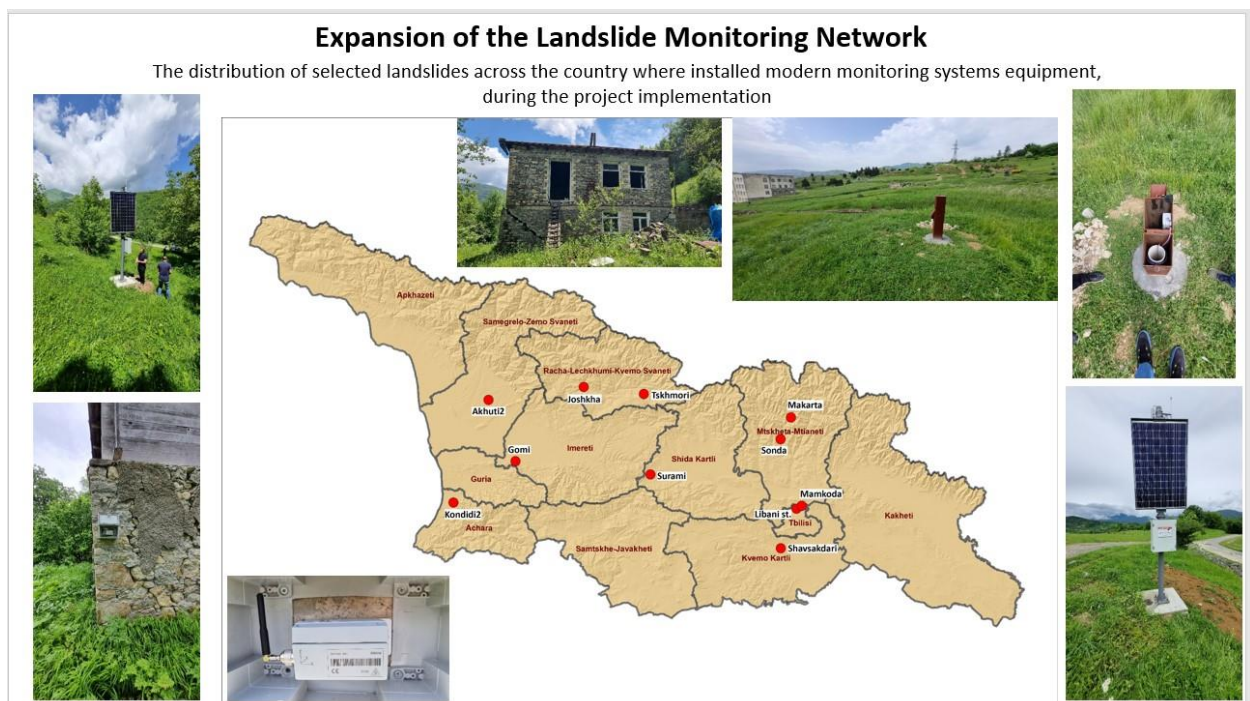 Expansion of the Landslide Monitoring Network
The distribution of selected landslides across the country where installed modern monitoring systems equipment,
during the project implementation
Apkhazeti
Samegrelo-Zemo Svaneti
Racha-Lechkhumi-Kvemo Svaneti
Joshkha
Tskhmori
Akhuti2
Makarta
Mtskheta-Mtianeti
Sonda
Gomi
Imereti
Shida Kartli
Surami
Guria
Kondidi2
Achara
Mamkoda
Libani st.
Tbilisi
Kakheti
Samtskhe-Javakheti
Shavsakdari
Kvemo Kartli
CE